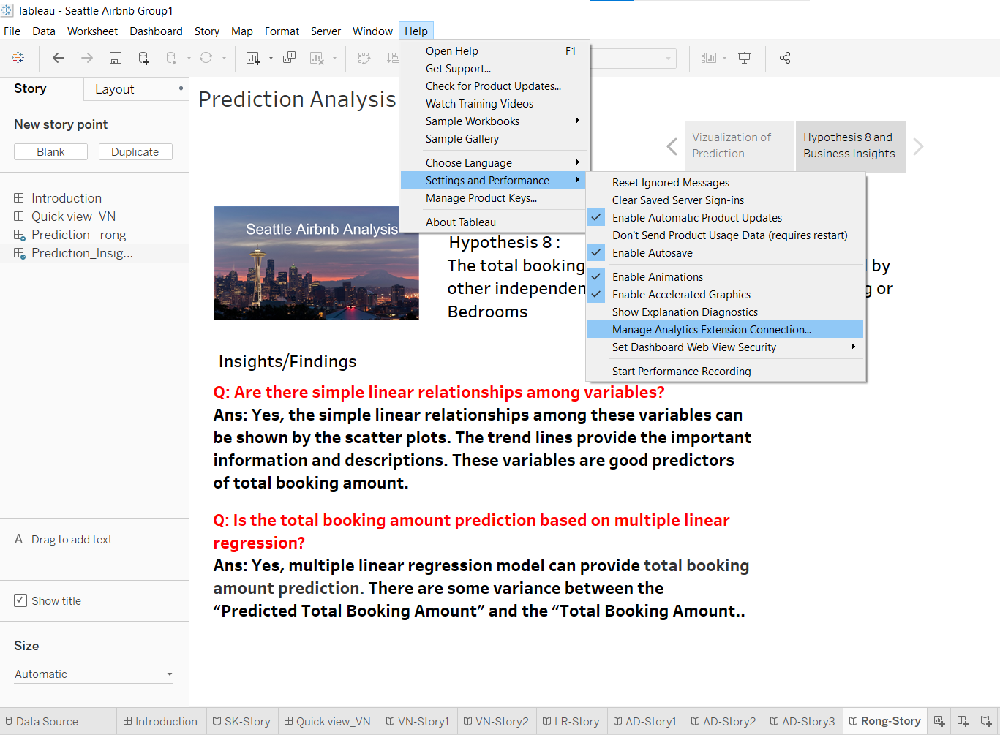 Tableau - Seattle Airbnb Group1
File Data Worksheet Dashboard Story Map Format Server Window Help
Open Help F1
Get Support...
Check for Product Updates...
Watch Training Videos
Sample Workbooks
Sample Gallery
Choose Language
Settings and Performance
Manage Product Keys...
About Tableau
Reset Ignored Messages
Clear Saved Server Sign-ins
Enable Automatic Product Updates
Don't Send Product Usage Data (requires restart)
Enable Autosave
Enable Animations
Enable Accelerated Graphics
Show Explanation Diagnostics
Manage Analytics Extension Connection...
Set Dashboard Web View Security
Start Performance Recording
Story Layout
New story point
Blank Duplicate
Introduction
Quick view_VN
Prediction - rong
Prediction_Insig...
A Drag to add text
Show title
Size
Automatic
Prediction Analysis
Vizualization of
Prediction
Hypothesis 8 and
Business Insights
Seattle Airbnb Analysis
Hypothesis 8 :
The total booking by
other independen g or
Bedrooms
Insights/Findings
Q: Are there simple linear relationships among variables?
Ans: Yes, the simple linear relationships among these variables can
be shown by the scatter plots. The trend lines provide the important
information and descriptions. These variables are good predictors
of total booking amount.
Q: Is the total booking amount prediction based on multiple linear
regression?
Ans: Yes, multiple linear regression model can provide total booking
amount prediction. There are some variance between the
“Predicted Total Booking Amount” and the “Total Booking Amount..
Data Source Introduction SK-Story Quick view_VN VN-Story1 VN-Story2 LR-Story AD-Story1 AD-Story2 AD-Story3 Rong-Story